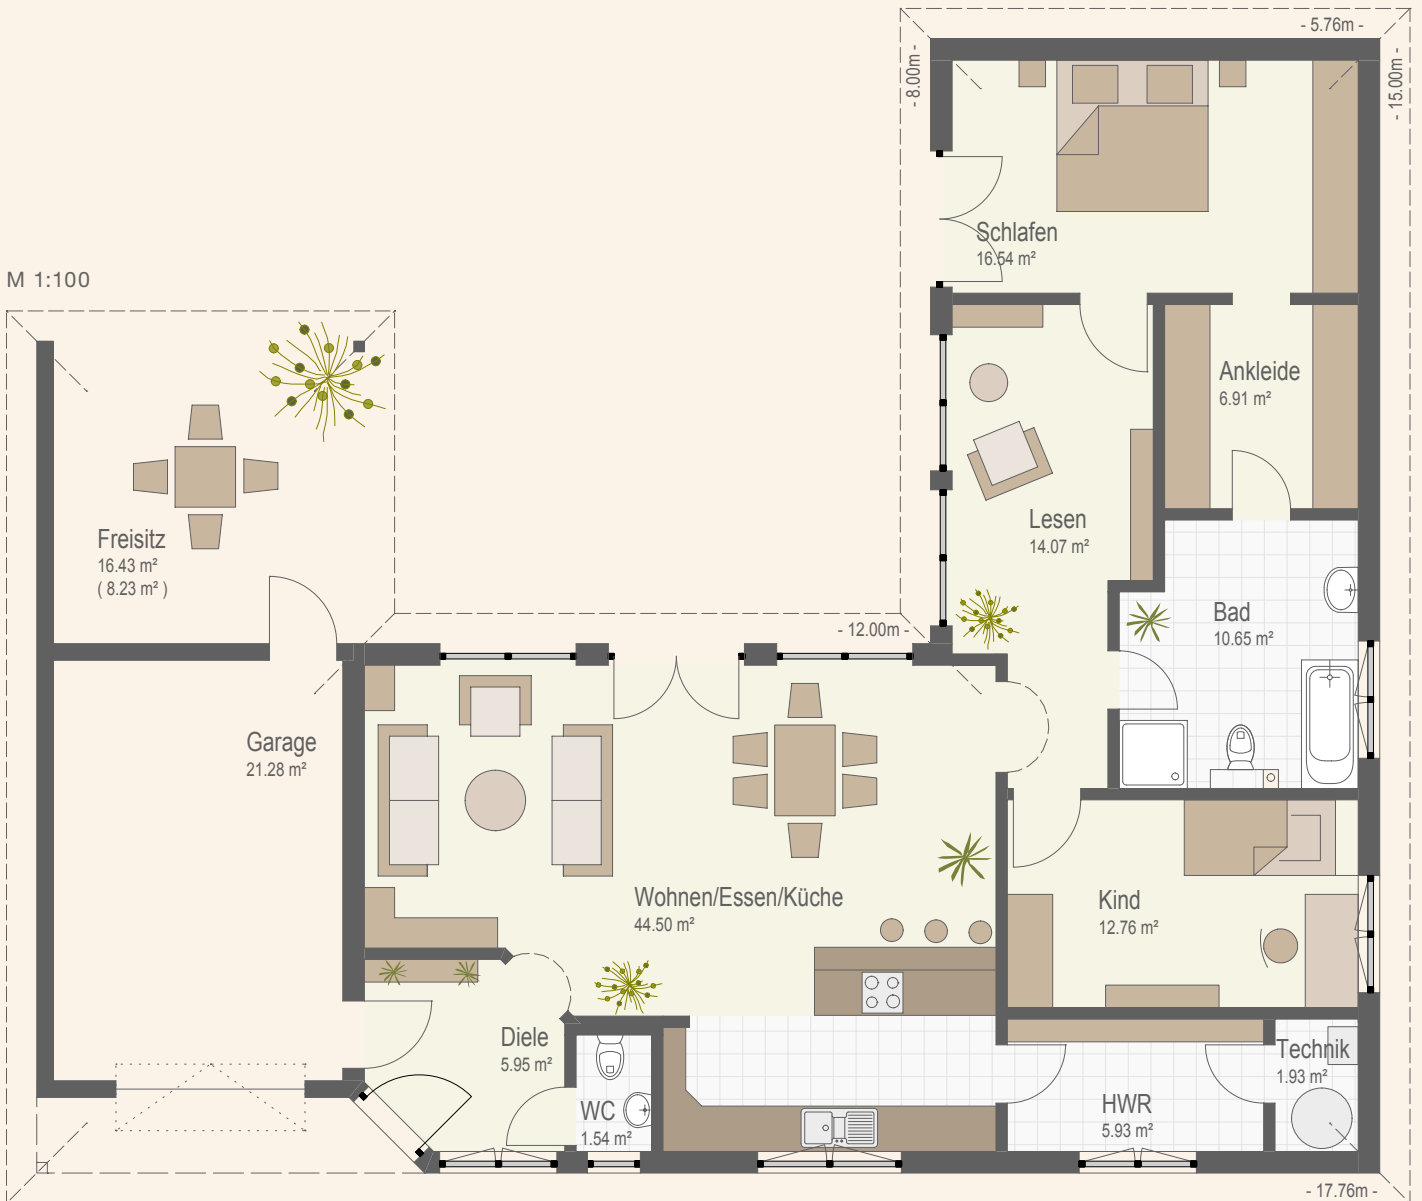 - 5.76m -
- 8.00m -
- 15.00m -
Schlafen
16.54 m²
M 1:100
Ankleide
6.91 m²
Freisitz
16.43 m²
( 8.23 m² )
Lesen
14.07 m²
Bad
10.65 m²
- 12.00m -
Garage
21.28 m²
Wohnen/Essen/Küche
44.50 m²
Kind
12.76 m²
Diele
5.95 m²
Technik
1.93 m²
WC
1.54 m²
HWR
5.93 m²
- 17.76m -